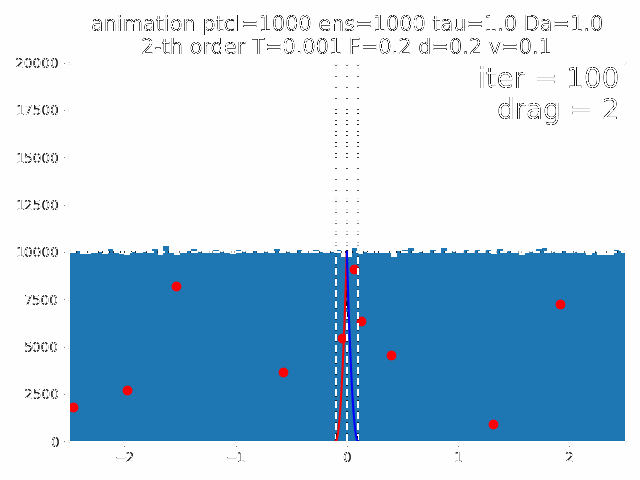 animation ptcl=1000 ens=1000 tau=1.0 Da=1.0
2-th order T=0.001 F=0.2 d=0.2 v=0.1
iter = 100
drag = 2
20000
17500
15000
12500
10000
7500
5000
2500
0
−2 −1 0 1 2